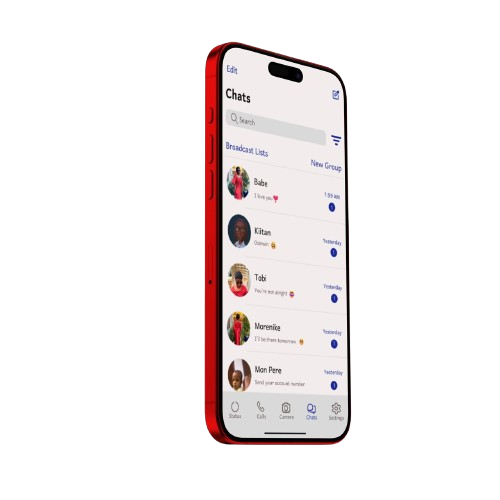 Edit
Chats
Search
Broadcast Lists
New Group
Babe
I love you
Kiitan
Yesterday
Tobi
You're not alright
Yesterday
Morenike
I'll be there tomorrow
Yesterday
Mon Pere
Send your account number
Yesterday
Status
Calls
Camera
Chats
Settings